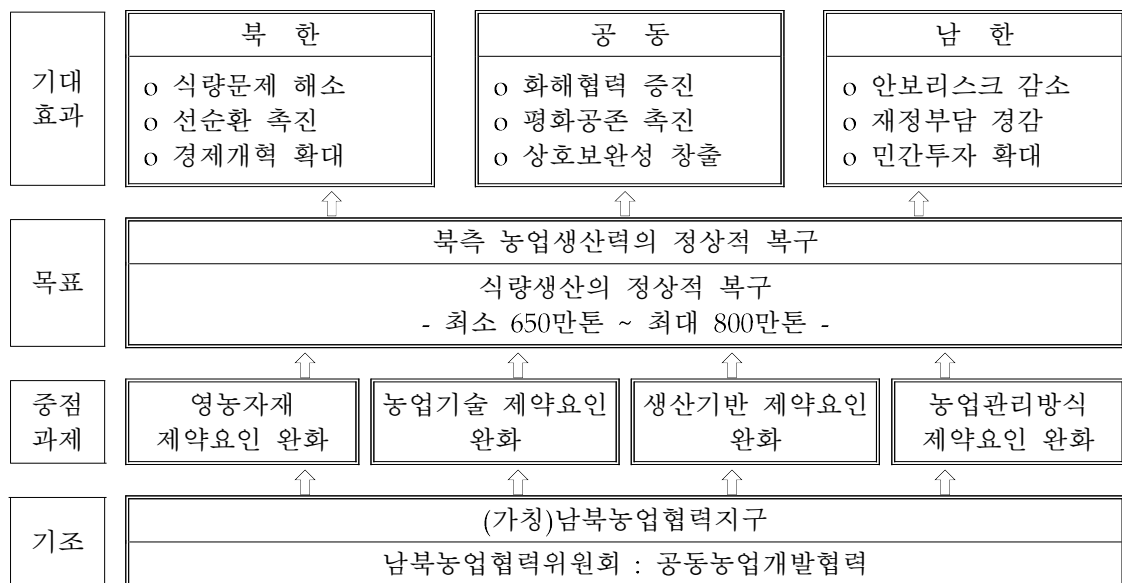 기대
효과
북 한
o 식량문제 해소
o 선순환 촉진
o 경제개혁 확대
공 동
o 화해협력 증진
o 평화공존 촉진
o 상호보완성 창출
남 한
o 안보리스크 감소
o 재정부담 경감
o 민간투자 확대
목표
북측 농업생산력의 정상적 복구
식량생산의 정상적 복구
- 최소 650만톤 ~ 최대 800만톤 -
중점
과제
영농자재
제약요인 완화
농업기술 제약요인
완화
생산기반 제약요인
완화
농업관리방식
제약요인 완화
기조
(가칭)남북농업협력지구
남북농업협력위원회 : 공동농업개발협력